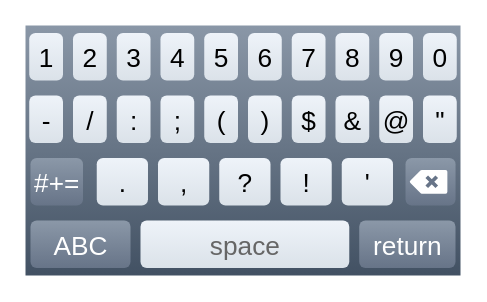 1 2 3 4 5 6 7 8 9 0
- / : ; ( ) $ & @ "
#+= . , ? ! '
ABC space return